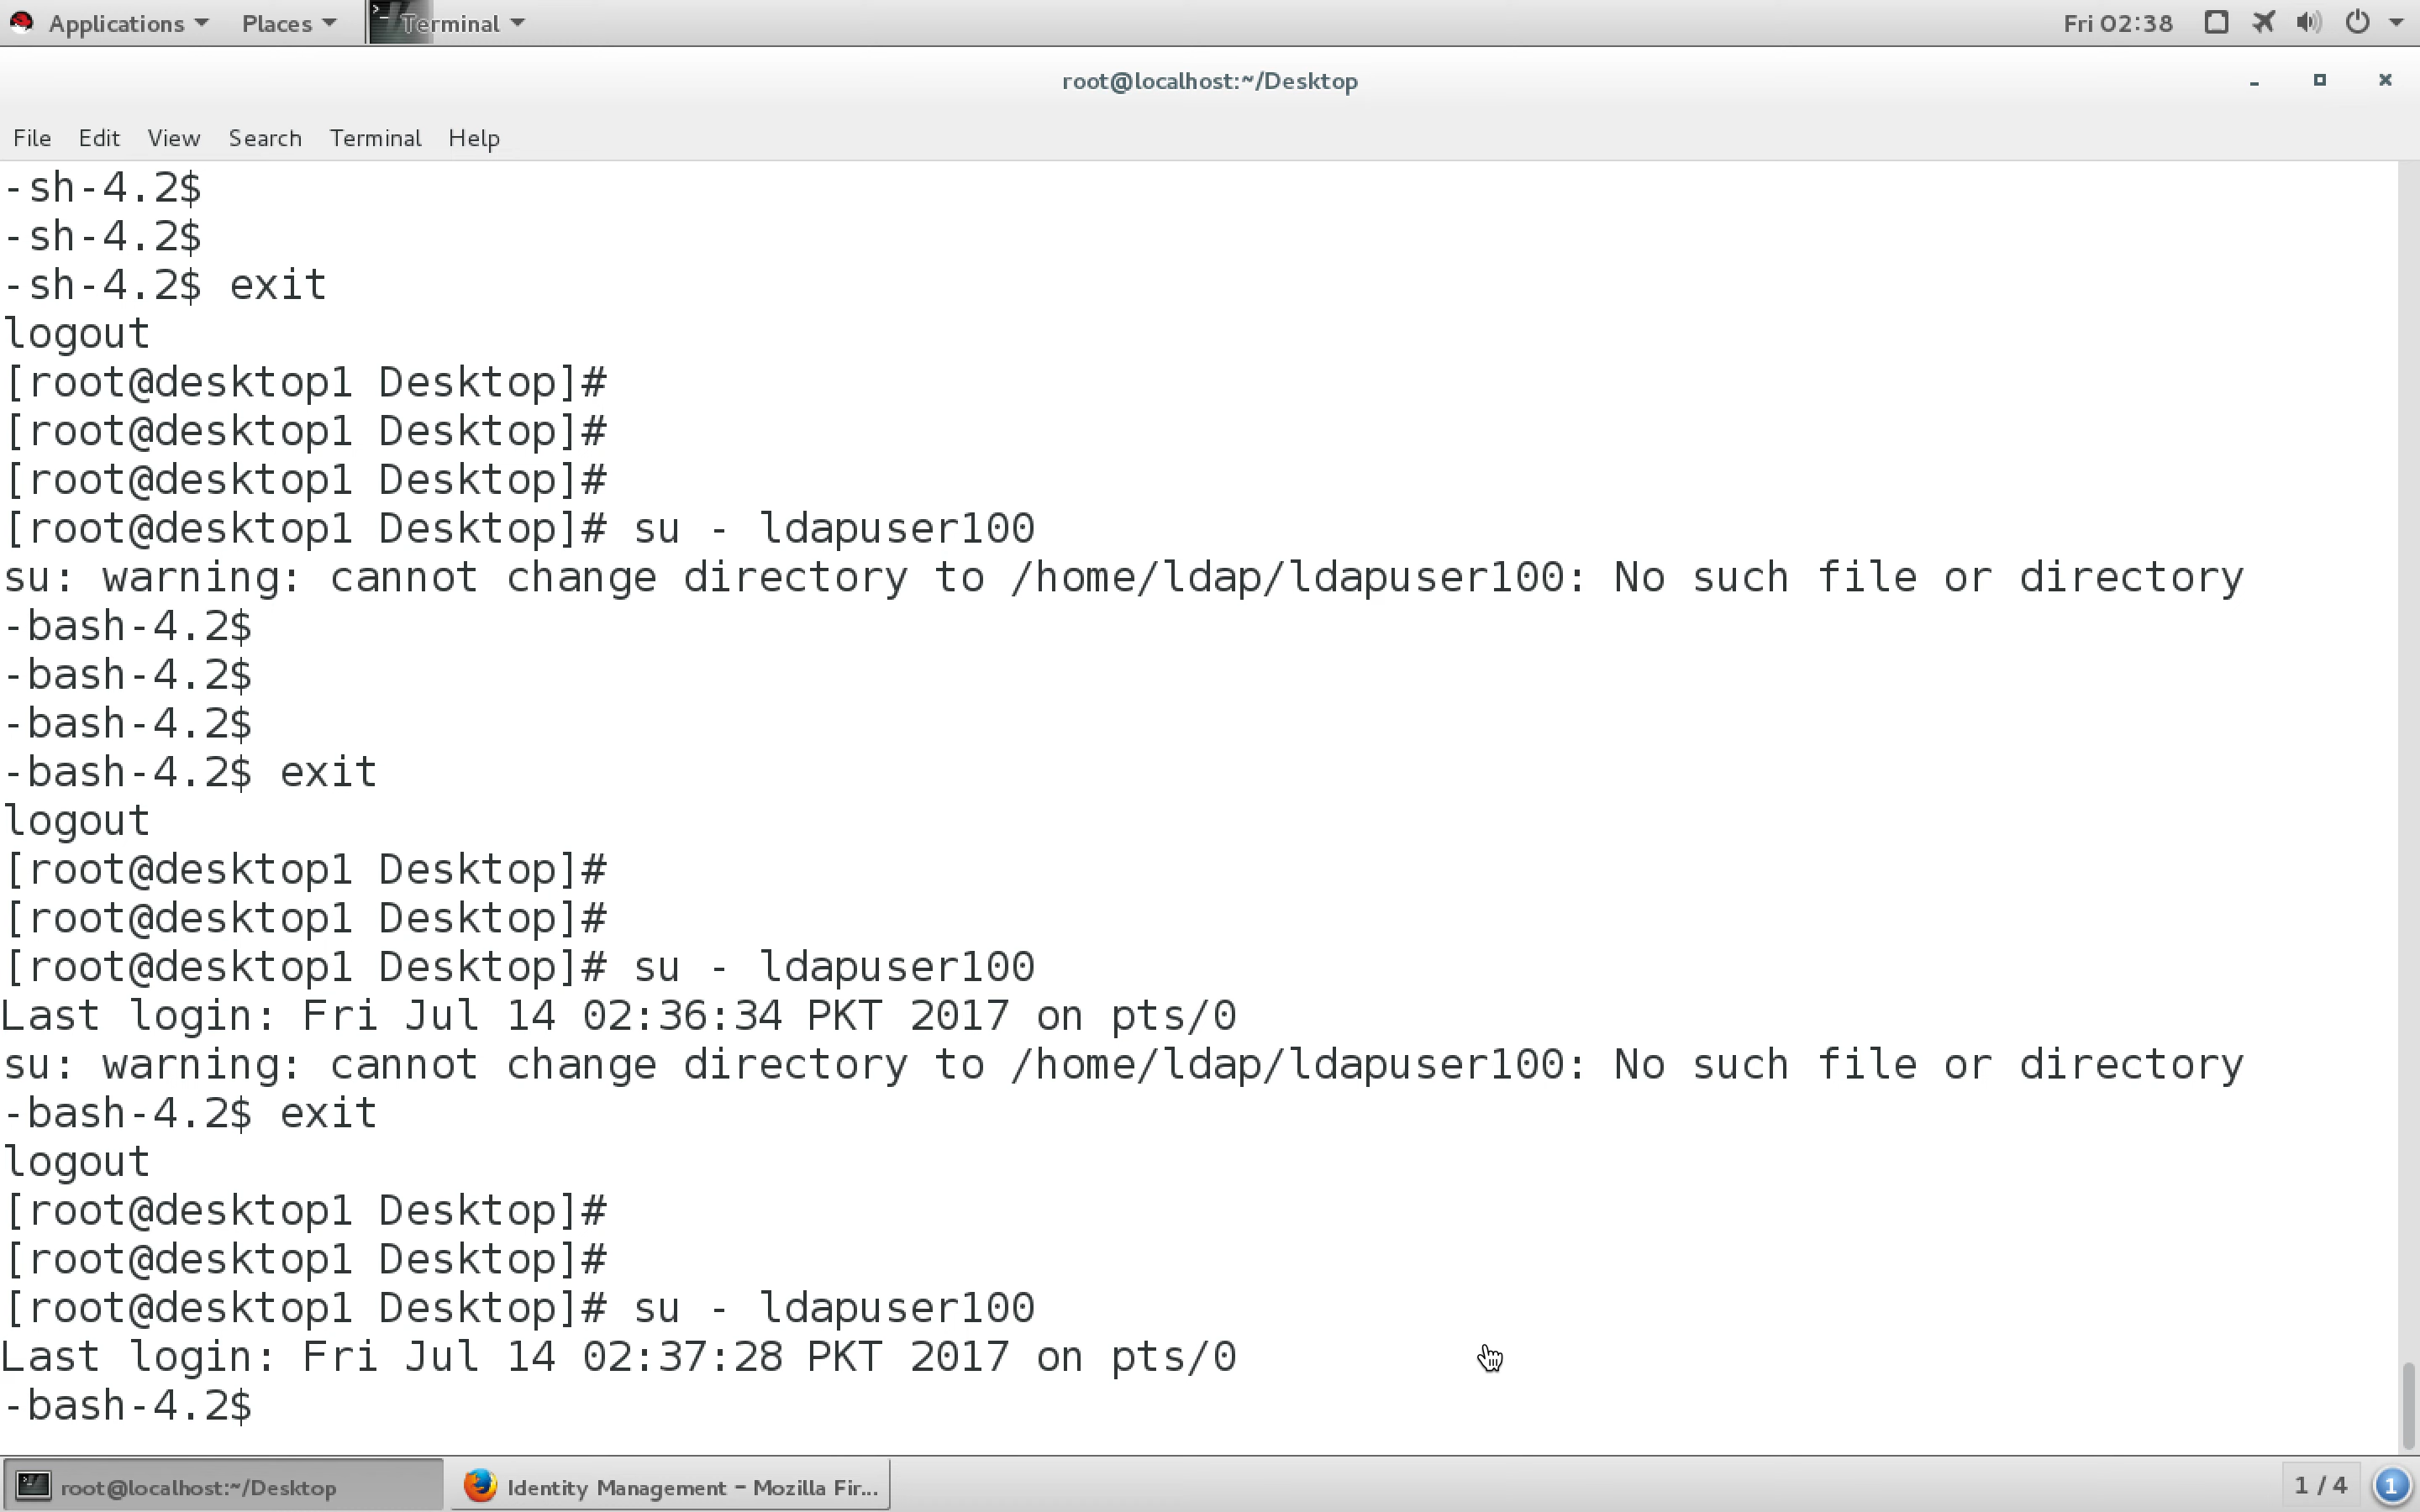 Applications Places Terminal Fri 02:38
root@localhost:~/Desktop
File Edit View Search Terminal Help
-sh-4.2$
-sh-4.2$
-sh-4.2$ exit
logout
[root@desktop1 Desktop]#
[root@desktop1 Desktop]#
[root@desktop1 Desktop]#
[root@desktop1 Desktop]# su - ldapuser100
su: warning: cannot change directory to /home/ldap/ldapuser100: No such file or directory
-bash-4.2$
-bash-4.2$
-bash-4.2$
-bash-4.2$ exit
logout
[root@desktop1 Desktop]#
[root@desktop1 Desktop]#
[root@desktop1 Desktop]# su - ldapuser100
Last login: Fri Jul 14 02:36:34 PKT 2017 on pts/0
su: warning: cannot change directory to /home/ldap/ldapuser100: No such file or directory
-bash-4.2$ exit
logout
[root@desktop1 Desktop]#
[root@desktop1 Desktop]#
[root@desktop1 Desktop]# su - ldapuser100
Last login: Fri Jul 14 02:37:28 PKT 2017 on pts/0
-bash-4.2$
root@localhost:~/Desktop Identity Management - Mozilla Fir... 1 / 4 1